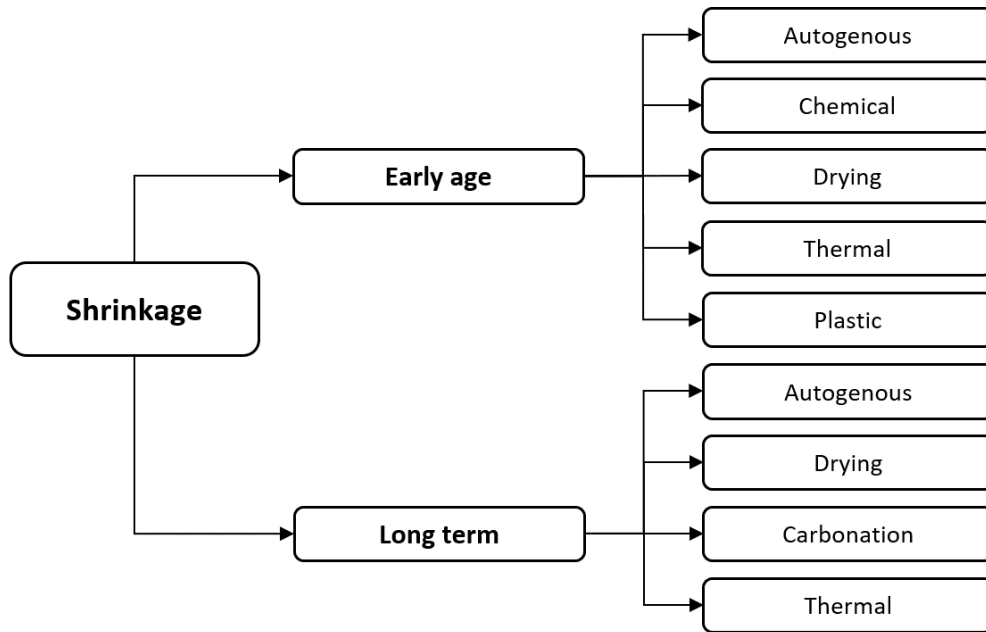 Shrinkage
Early age
Autogenous
Chemical
Drying
Thermal
Plastic
Long term
Autogenous
Drying
Carbonation
Thermal